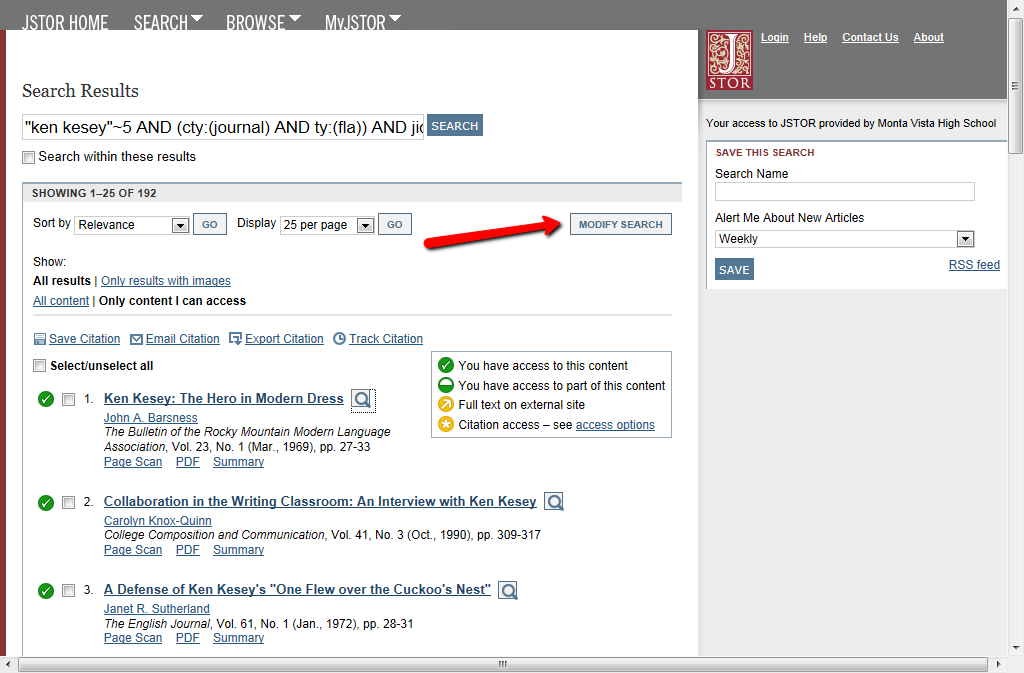 JSTOR HOME SEARCH BROWSE MyJSTOR
JSTOR
Login Help Contact Us About
Search Results
"ken kesey"~5 AND (cty:(journal) AND ty:(fla)) AND jid
SEARCH
Search within these results
SHOWING 1–25 OF 192
Sort by Relevance GO Display 25 per page GO MODIFY SEARCH
Show:
All results | Only results with images
All content | Only content I can access
Save Citation Email Citation Export Citation Track Citation
Select/unselect all
You have access to this content
You have access to part of this content
Full text on external site
Citation access – see access options
1. Ken Kesey: The Hero in Modern Dress
John A. Barsness
The Bulletin of the Rocky Mountain Modern Language
Association, Vol. 23, No. 1 (Mar., 1969), pp. 27-33
Page Scan PDF Summary
2. Collaboration in the Writing Classroom: An Interview with Ken Kesey
Carolyn Knox-Quinn
College Composition and Communication, Vol. 41, No. 3 (Oct., 1990), pp. 309-317
Page Scan PDF Summary
3. A Defense of Ken Kesey's "One Flew over the Cuckoo's Nest"
Janet R. Sutherland
The English Journal, Vol. 61, No. 1 (Jan., 1972), pp. 28-31
Page Scan PDF Summary
Your access to JSTOR provided by Monta Vista High School
SAVE THIS SEARCH
Search Name
Alert Me About New Articles
Weekly
SAVE RSS feed